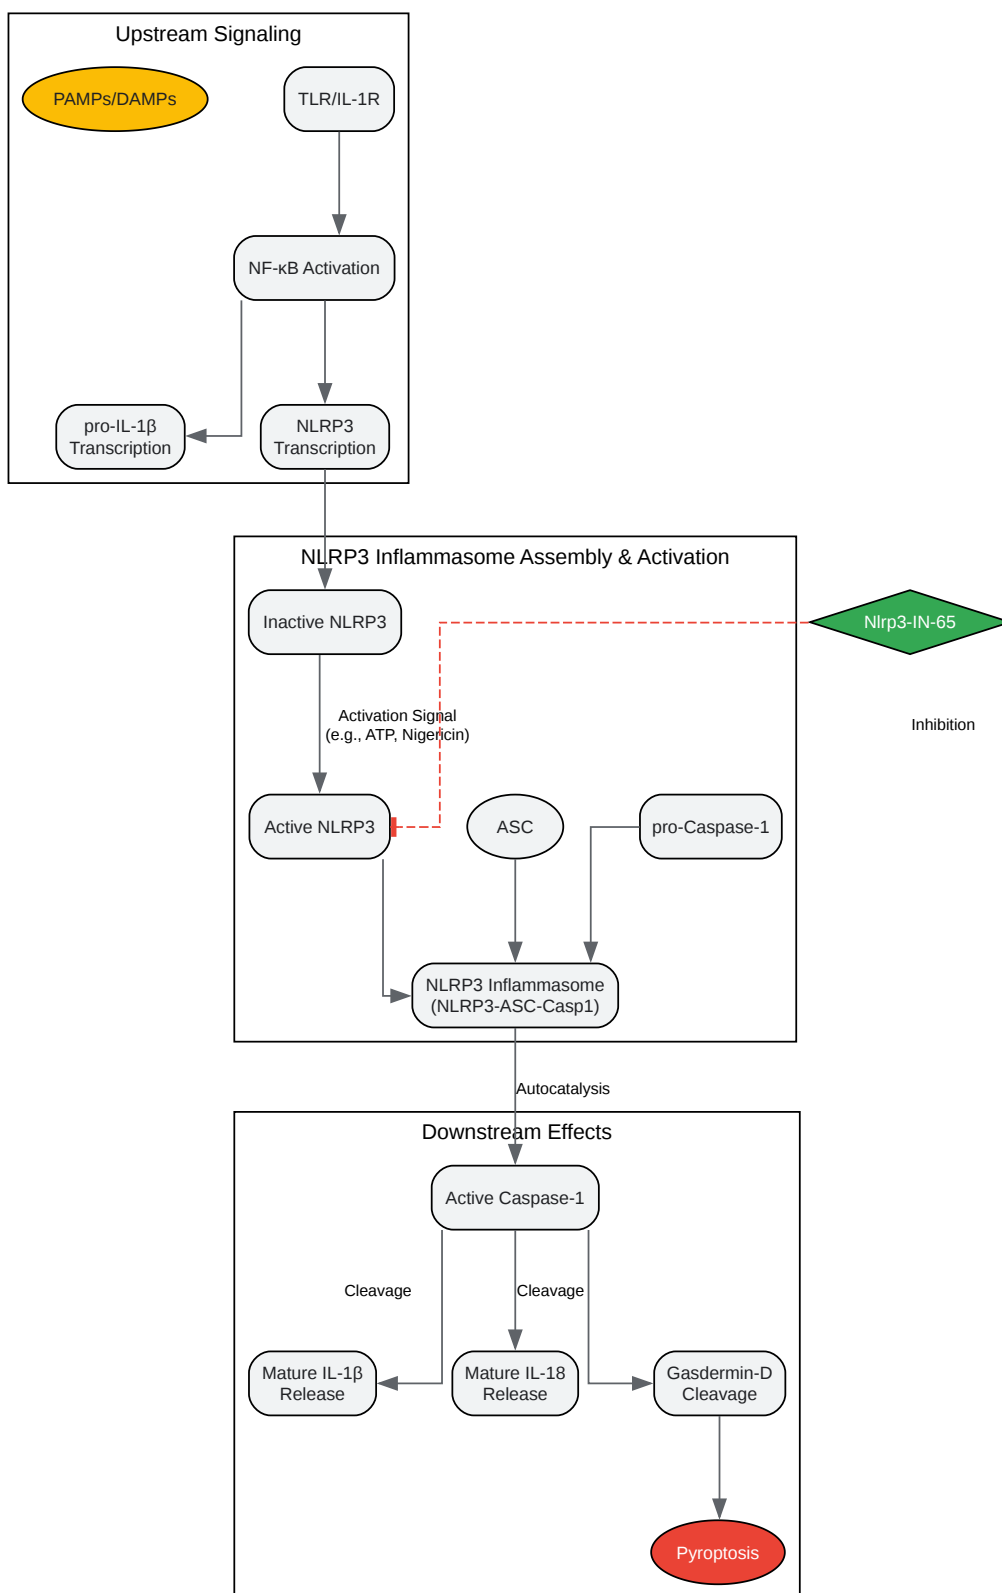 Upstream Signaling
PAMPs/DAMPs
TLR/IL-1R
NF-κB Activation
pro-IL-1β
Transcription
NLRP3
Transcription
NLRP3 Inflammasome Assembly & Activation
Inactive NLRP3
Nlrp3-IN-65
Activation Signal
(e.g., ATP, Nigericin)
Inhibition
Active NLRP3
ASC
pro-Caspase-1
NLRP3 Inflammasome
(NLRP3-ASC-Casp1)
Autocatalysis
Downstream Effects
Active Caspase-1
Cleavage
Cleavage
Mature IL-1β
Release
Mature IL-18
Release
Gasdermin-D
Cleavage
Pyroptosis